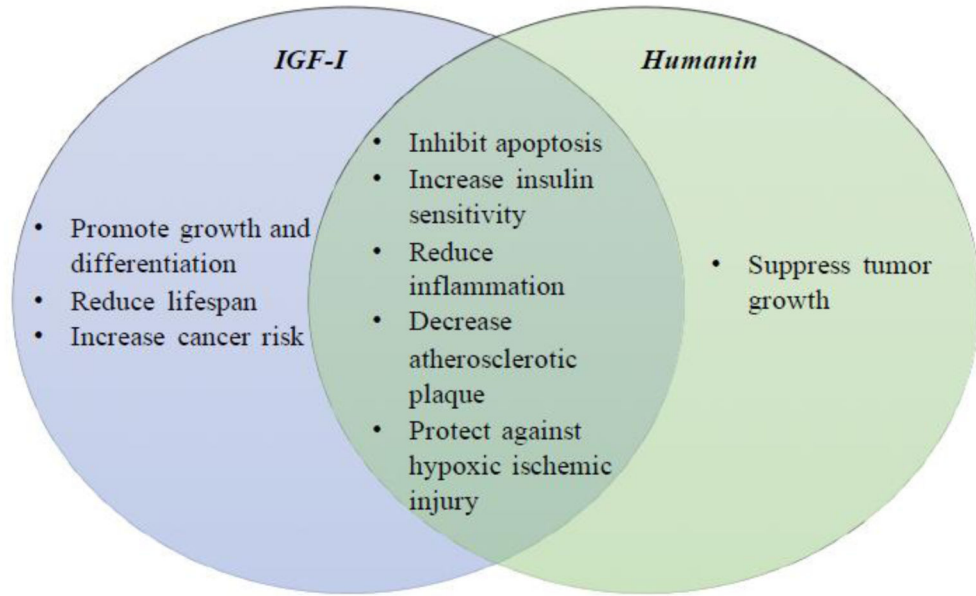 IGF-I
Humanin
• Promote growth and
differentiation
• Reduce lifespan
• Increase cancer risk
• Inhibit apoptosis
• Increase insulin
sensitivity
• Reduce
inflammation
• Decrease
atherosclerotic
plaque
• Protect against
hypoxic ischemic
injury
• Suppress tumor
growth